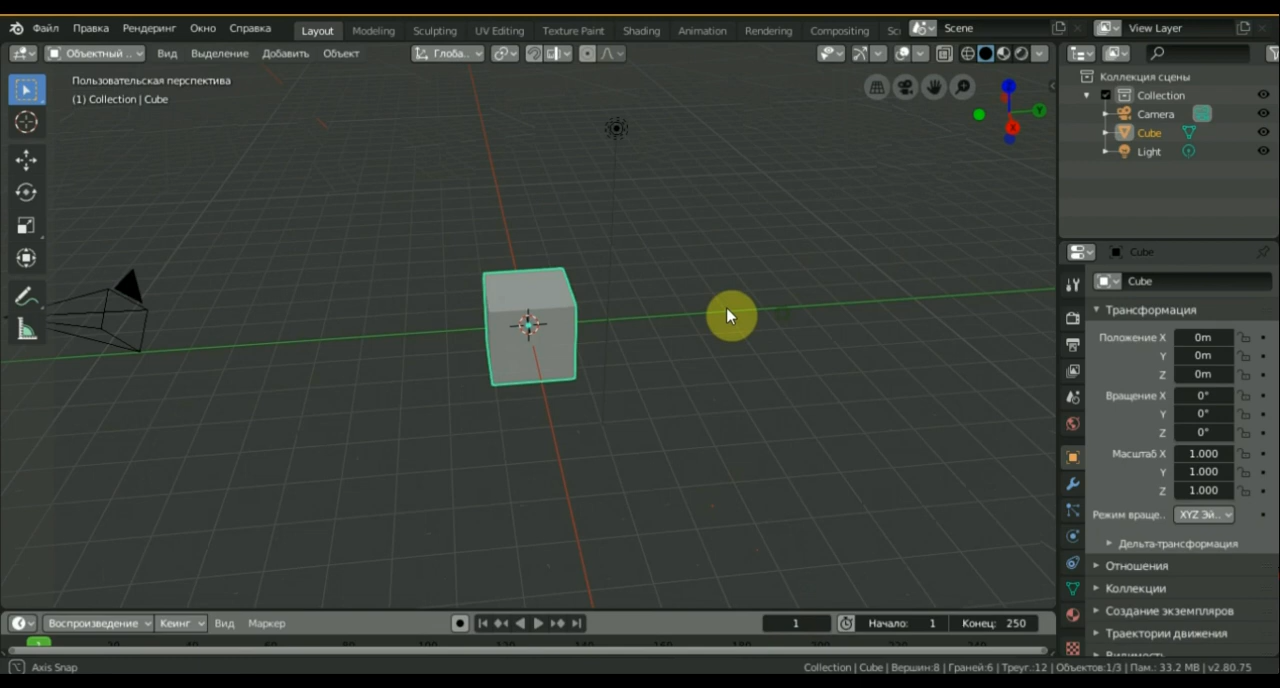 Файл Правка Рендеринг Окно Справка Layout Modeling Sculpting UV Editing Texture Paint Shading Animation Rendering Compositing Sc Scene View Layer
Объектный .. Вид Выделение Добавить Объект Глоба..
Пользовательская перспектива
(1) Collection | Cube
Y
X
Коллекция сцены
Collection
Camera
Cube
Light
Cube
Cube
Трансформация
Положение X 0m
Y 0m
Z 0m
Вращение X 0°
Y 0°
Z 0°
Масштаб X 1.000
Y 1.000
Z 1.000
Режим враще.. XYZ Эй..
Дельта-трансформация
Отношения
Коллекции
Создание экземпляров
Траектории движения
Видимость
Воспроизведение Кеинг Вид Маркер 1 Начало: 1 Конец: 250
1
Axis Snap Collection | Cube | Вершин:8 | Граней:6 | Треуг.:12 | Объектов:1/3 | Пам.: 33.2 MB | v2.80.75